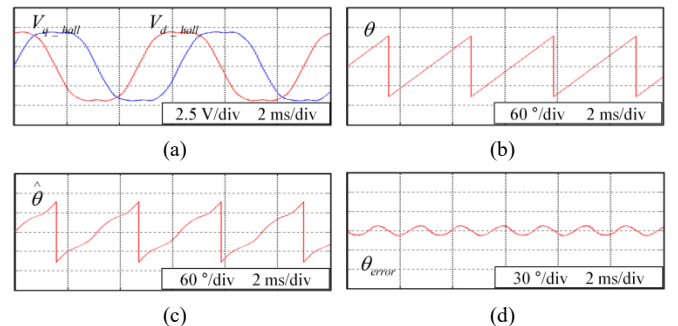 V_q_hall V_d_hall
2.5 V/div 2 ms/div
(a)
θ
60 °/div 2 ms/div
(b)
θ̂
60 °/div 2 ms/div
(c)
θ_error
30 °/div 2 ms/div
(d)